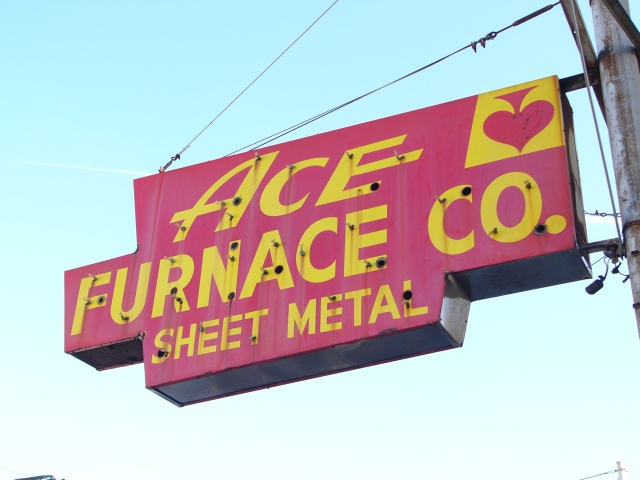 ACE
FURNACE CO.
SHEET METAL